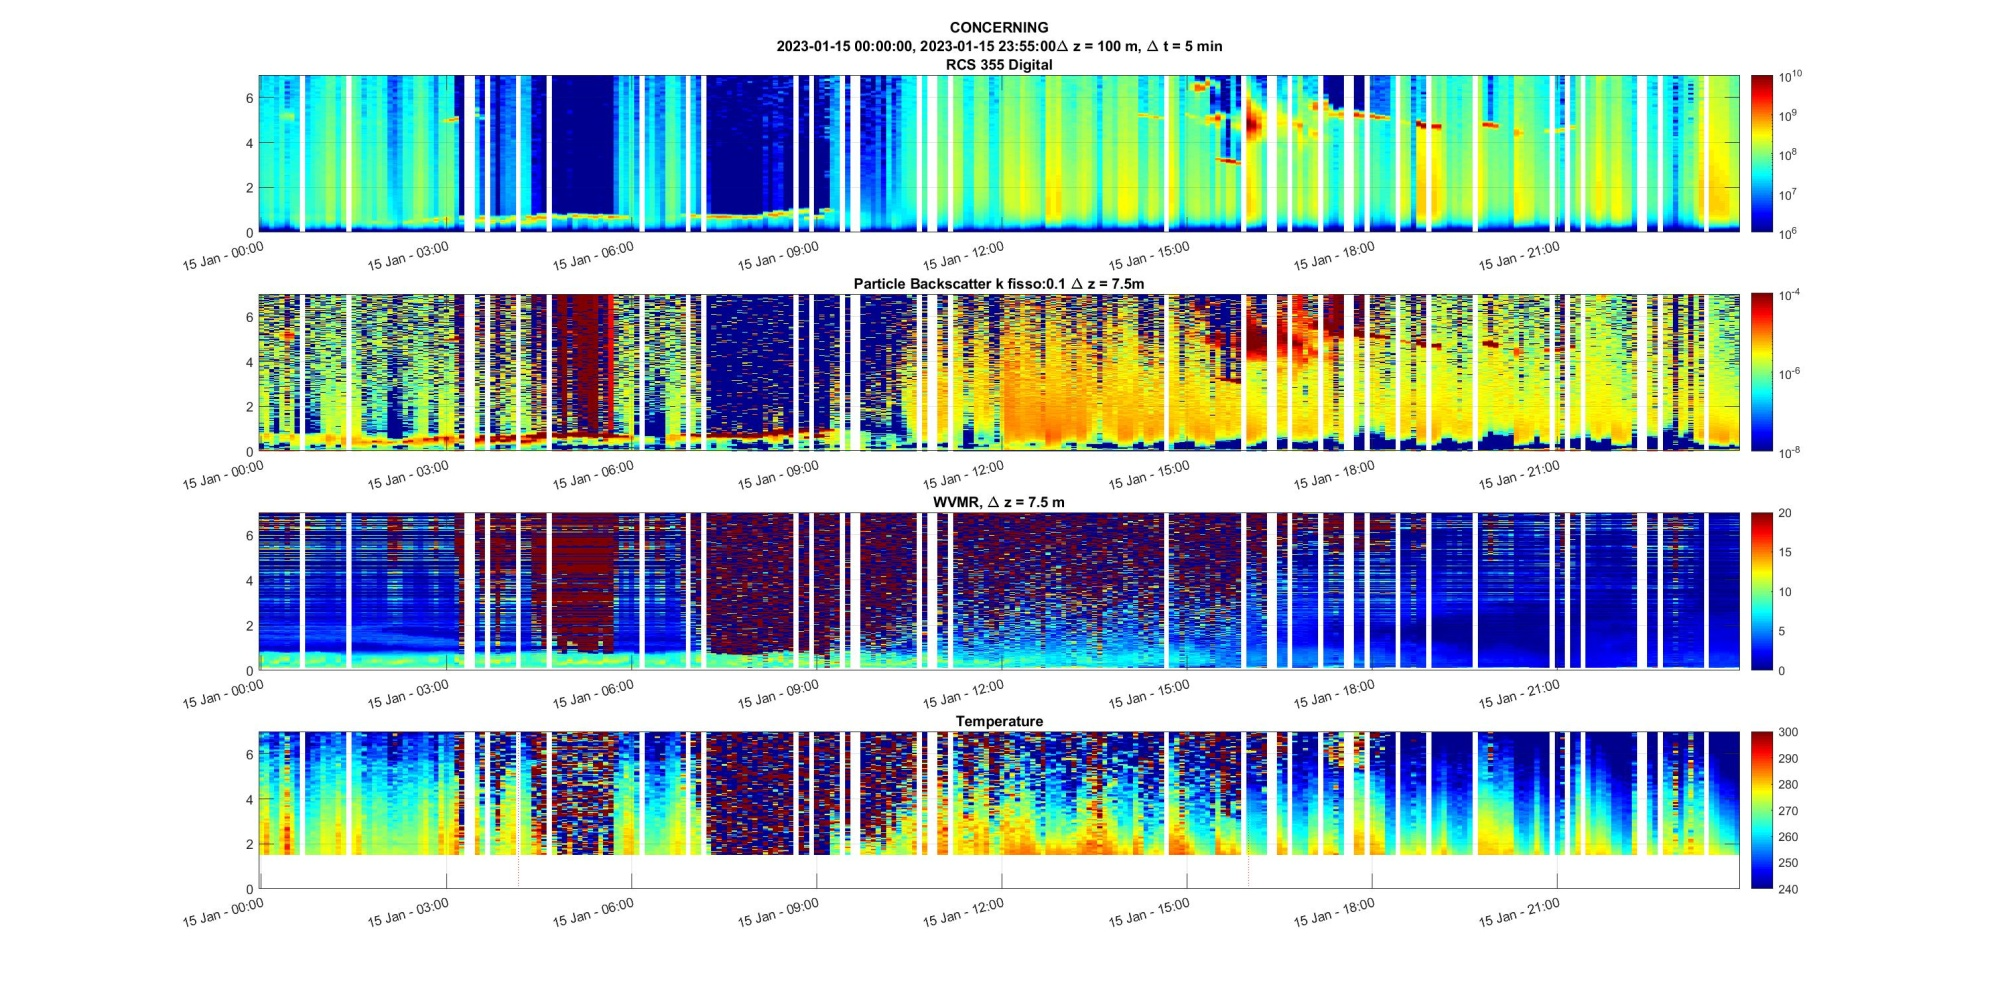 CONCERNING
2023-01-15 00:00:00, 2023-01-15 23:55:00Δ z = 100 m, Δ t = 5 min
RCS 355 Digital
6
4
2
0
15 Jan - 00:00
15 Jan - 03:00
15 Jan - 06:00
15 Jan - 09:00
15 Jan - 12:00
15 Jan - 15:00
15 Jan - 18:00
15 Jan - 21:00
10^10
10^9
10^8
10^7
10^6
Particle Backscatter k fisso:0.1 Δ z = 7.5m
6
4
2
0
15 Jan - 00:00
15 Jan - 03:00
15 Jan - 06:00
15 Jan - 09:00
15 Jan - 12:00
15 Jan - 15:00
15 Jan - 18:00
15 Jan - 21:00
10^-4
10^-6
10^-8
WVMR, Δ z = 7.5 m
6
4
2
0
15 Jan - 00:00
15 Jan - 03:00
15 Jan - 06:00
15 Jan - 09:00
15 Jan - 12:00
15 Jan - 15:00
15 Jan - 18:00
15 Jan - 21:00
20
15
10
5
0
Temperature
6
4
2
0
15 Jan - 00:00
15 Jan - 03:00
15 Jan - 06:00
15 Jan - 09:00
15 Jan - 12:00
15 Jan - 15:00
15 Jan - 18:00
15 Jan - 21:00
300
290
280
270
260
250
240